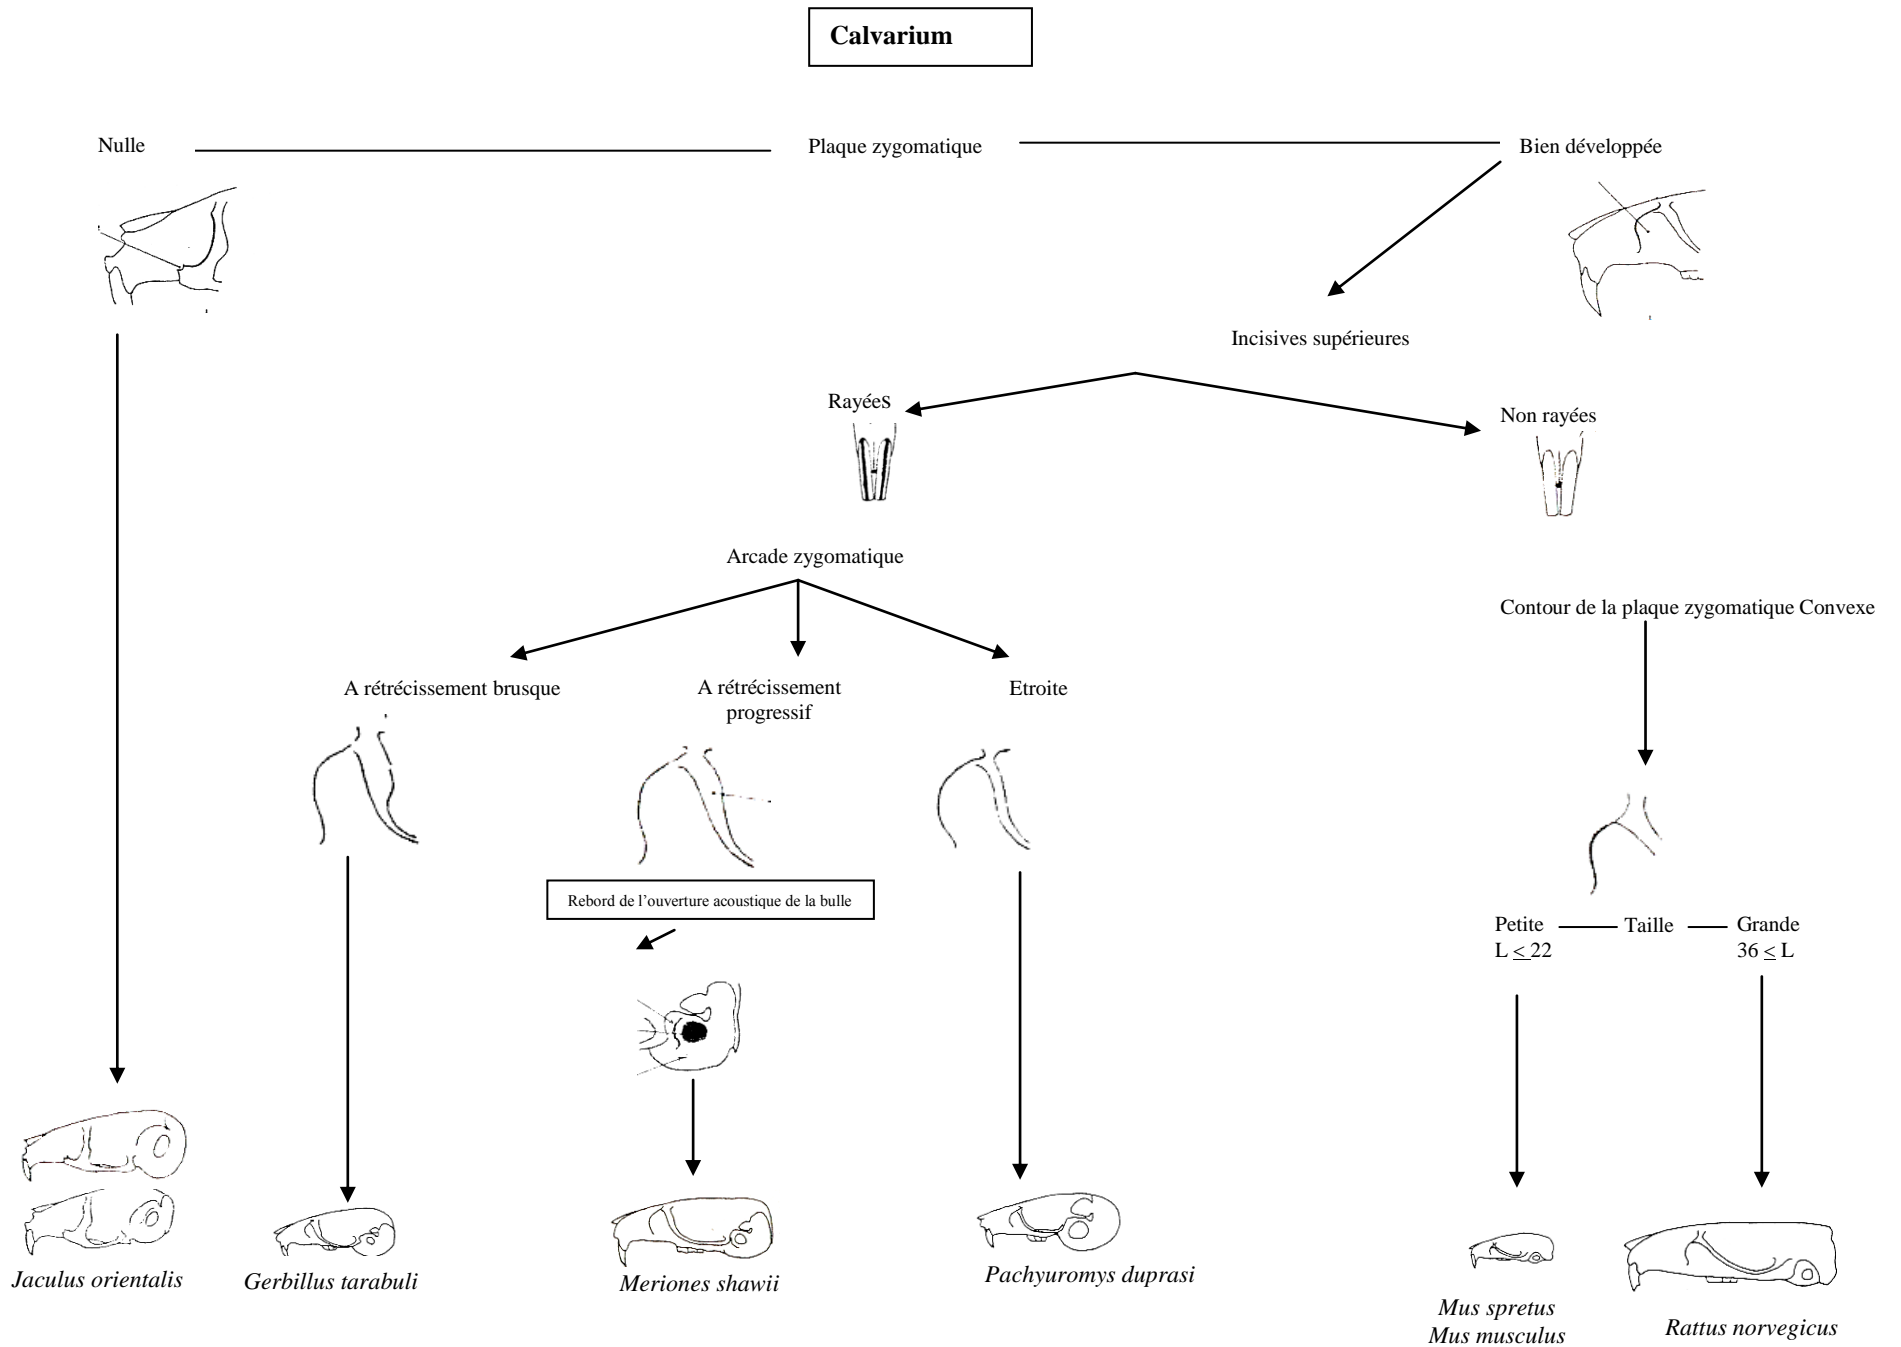 Calvarium
Nulle
Plaque zygomatique
Bien développée
Incisives supérieures
Rayées
Non rayées
Arcade zygomatique
Contour de la plaque zygomatique Convexe
A rétrécissement brusque
A rétrécissement
progressif
Etroite
Rebord de l’ouverture acoustique de la bulle
Petite
L ≤ 22
Taille
Grande
36 ≤ L
Jaculus orientalis
Gerbillus tarabuli
Meriones shawii
Pachyuromys duprasi
Mus spretus
Mus musculus
Rattus norvegicus